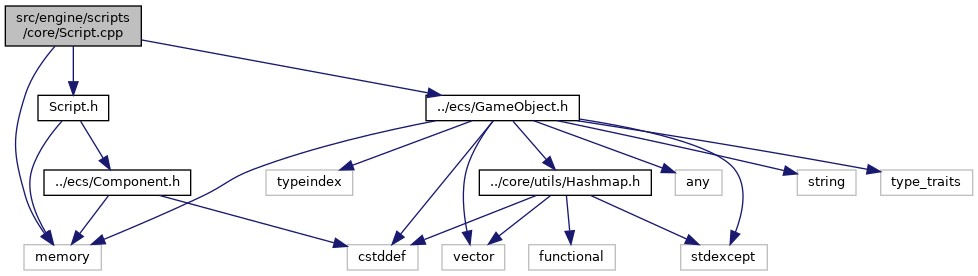 src/engine/scripts
/core/Script.cpp
Script.h
../ecs/GameObject.h
../ecs/Component.h
typeindex
../core/utils/Hashmap.h
any
string
type_traits
memory
cstddef
vector
functional
stdexcept